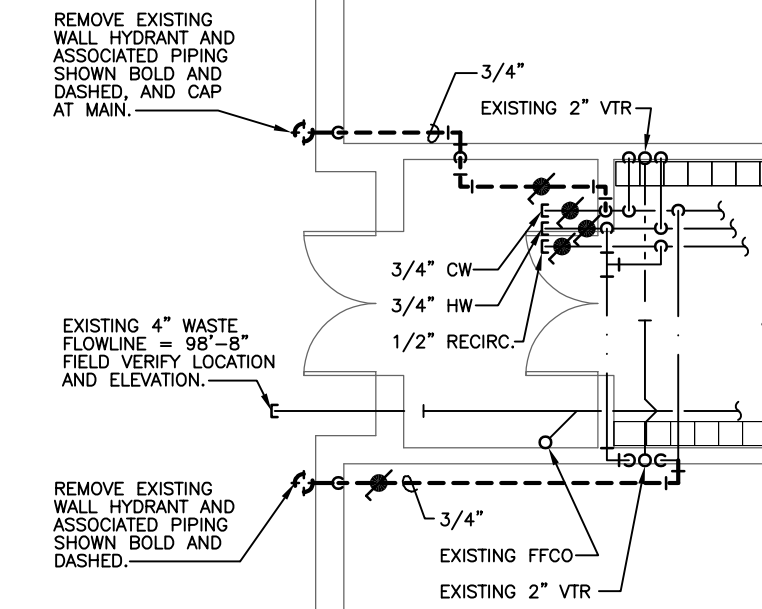 REMOVE EXISTING
WALL HYDRANT AND
ASSOCIATED PIPING
SHOWN BOLD AND
DASHED, AND CAP
AT MAIN.
3/4"
EXISTING 2" VTR
3/4" CW
3/4" HW
1/2" RECIRC.
EXISTING 4" WASTE
FLOWLINE = 98'-8"
FIELD VERIFY LOCATION
AND ELEVATION.
REMOVE EXISTING
WALL HYDRANT AND
ASSOCIATED PIPING
SHOWN BOLD AND
DASHED.
3/4"
EXISTING FFCO
EXISTING 2" VTR